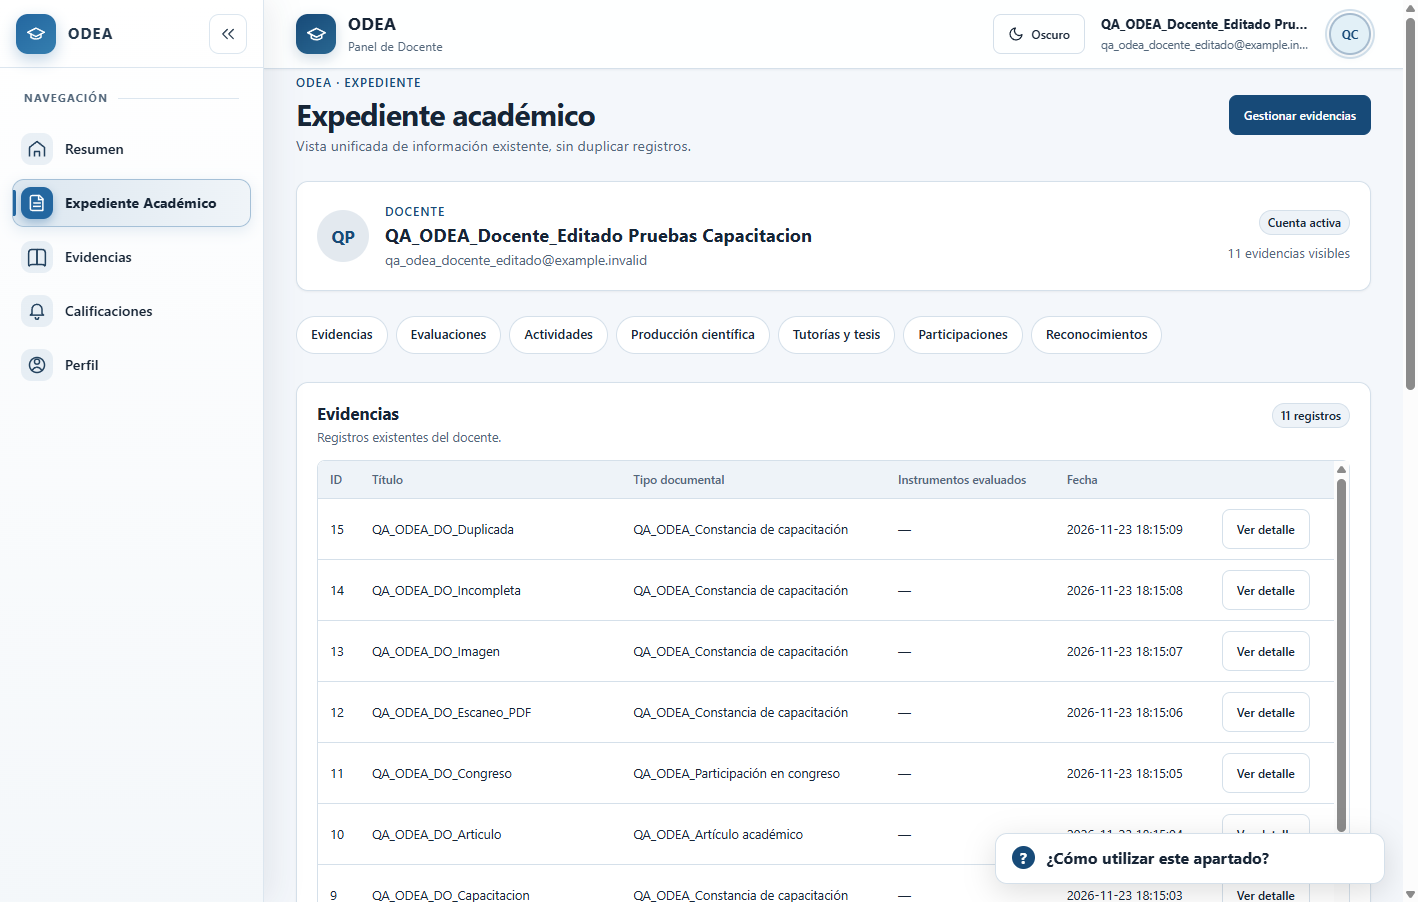 ODEA
NAVEGACIÓN
Resumen
Expediente Académico
Evidencias
Calificaciones
Perfil
ODEA
Panel de Docente
Oscuro
QA_ODEA_Docente_Editado Pru...
qa_odea_docente_editado@example.in...
QC
ODEA · EXPEDIENTE
Expediente académico
Vista unificada de información existente, sin duplicar registros.
Gestionar evidencias
QP
DOCENTE
QA_ODEA_Docente_Editado Pruebas Capacitacion
qa_odea_docente_editado@example.invalid
Cuenta activa
11 evidencias visibles
Evidencias Evaluaciones Actividades Producción científica Tutorías y tesis Participaciones Reconocimientos
Evidencias
Registros existentes del docente.
11 registros
ID Título Tipo documental Instrumentos evaluados Fecha
15 QA_ODEA_DO_Duplicada QA_ODEA_Constancia de capacitación — 2026-11-23 18:15:09 Ver detalle
14 QA_ODEA_DO_Incompleta QA_ODEA_Constancia de capacitación — 2026-11-23 18:15:08 Ver detalle
13 QA_ODEA_DO_Imagen QA_ODEA_Constancia de capacitación — 2026-11-23 18:15:07 Ver detalle
12 QA_ODEA_DO_Escaneo_PDF QA_ODEA_Constancia de capacitación — 2026-11-23 18:15:06 Ver detalle
11 QA_ODEA_DO_Congreso QA_ODEA_Participación en congreso — 2026-11-23 18:15:05 Ver detalle
10 QA_ODEA_DO_Articulo QA_ODEA_Artículo académico —
¿Cómo utilizar este apartado?
9 QA_ODEA_DO_Capacitacion QA_ODEA_Constancia de capacitación — 2026-11-23 18:15:03 Ver detalle